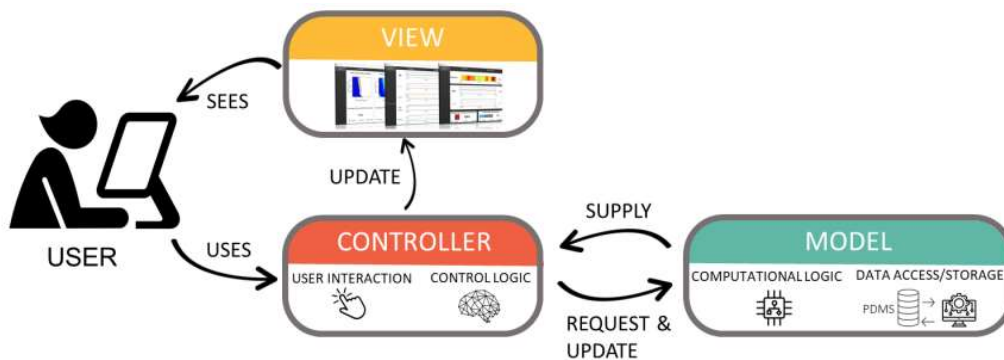 VIEW
SEES
UPDATE
USER
USES
CONTROLLER
USER INTERACTION
CONTROL LOGIC
SUPPLY
REQUEST &
UPDATE
MODEL
COMPUTATIONAL LOGIC
DATA ACCESS/STORAGE
PDMS